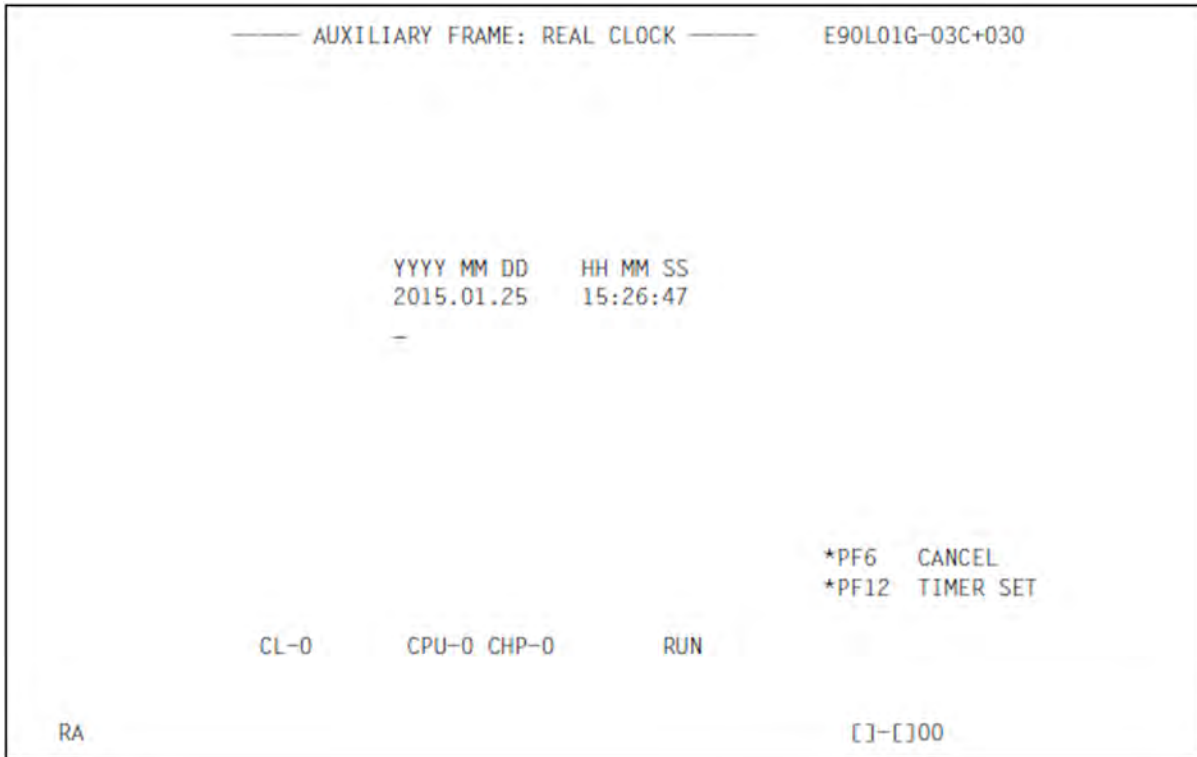 ───── AUXILIARY FRAME: REAL CLOCK ───── E90L01G-03C+030
YYYY MM DD HH MM SS
2015.01.25 15:26:47
_
*PF6 CANCEL
*PF12 TIMER SET
CL-0 CPU-0 CHP-0 RUN
RA []-[]00